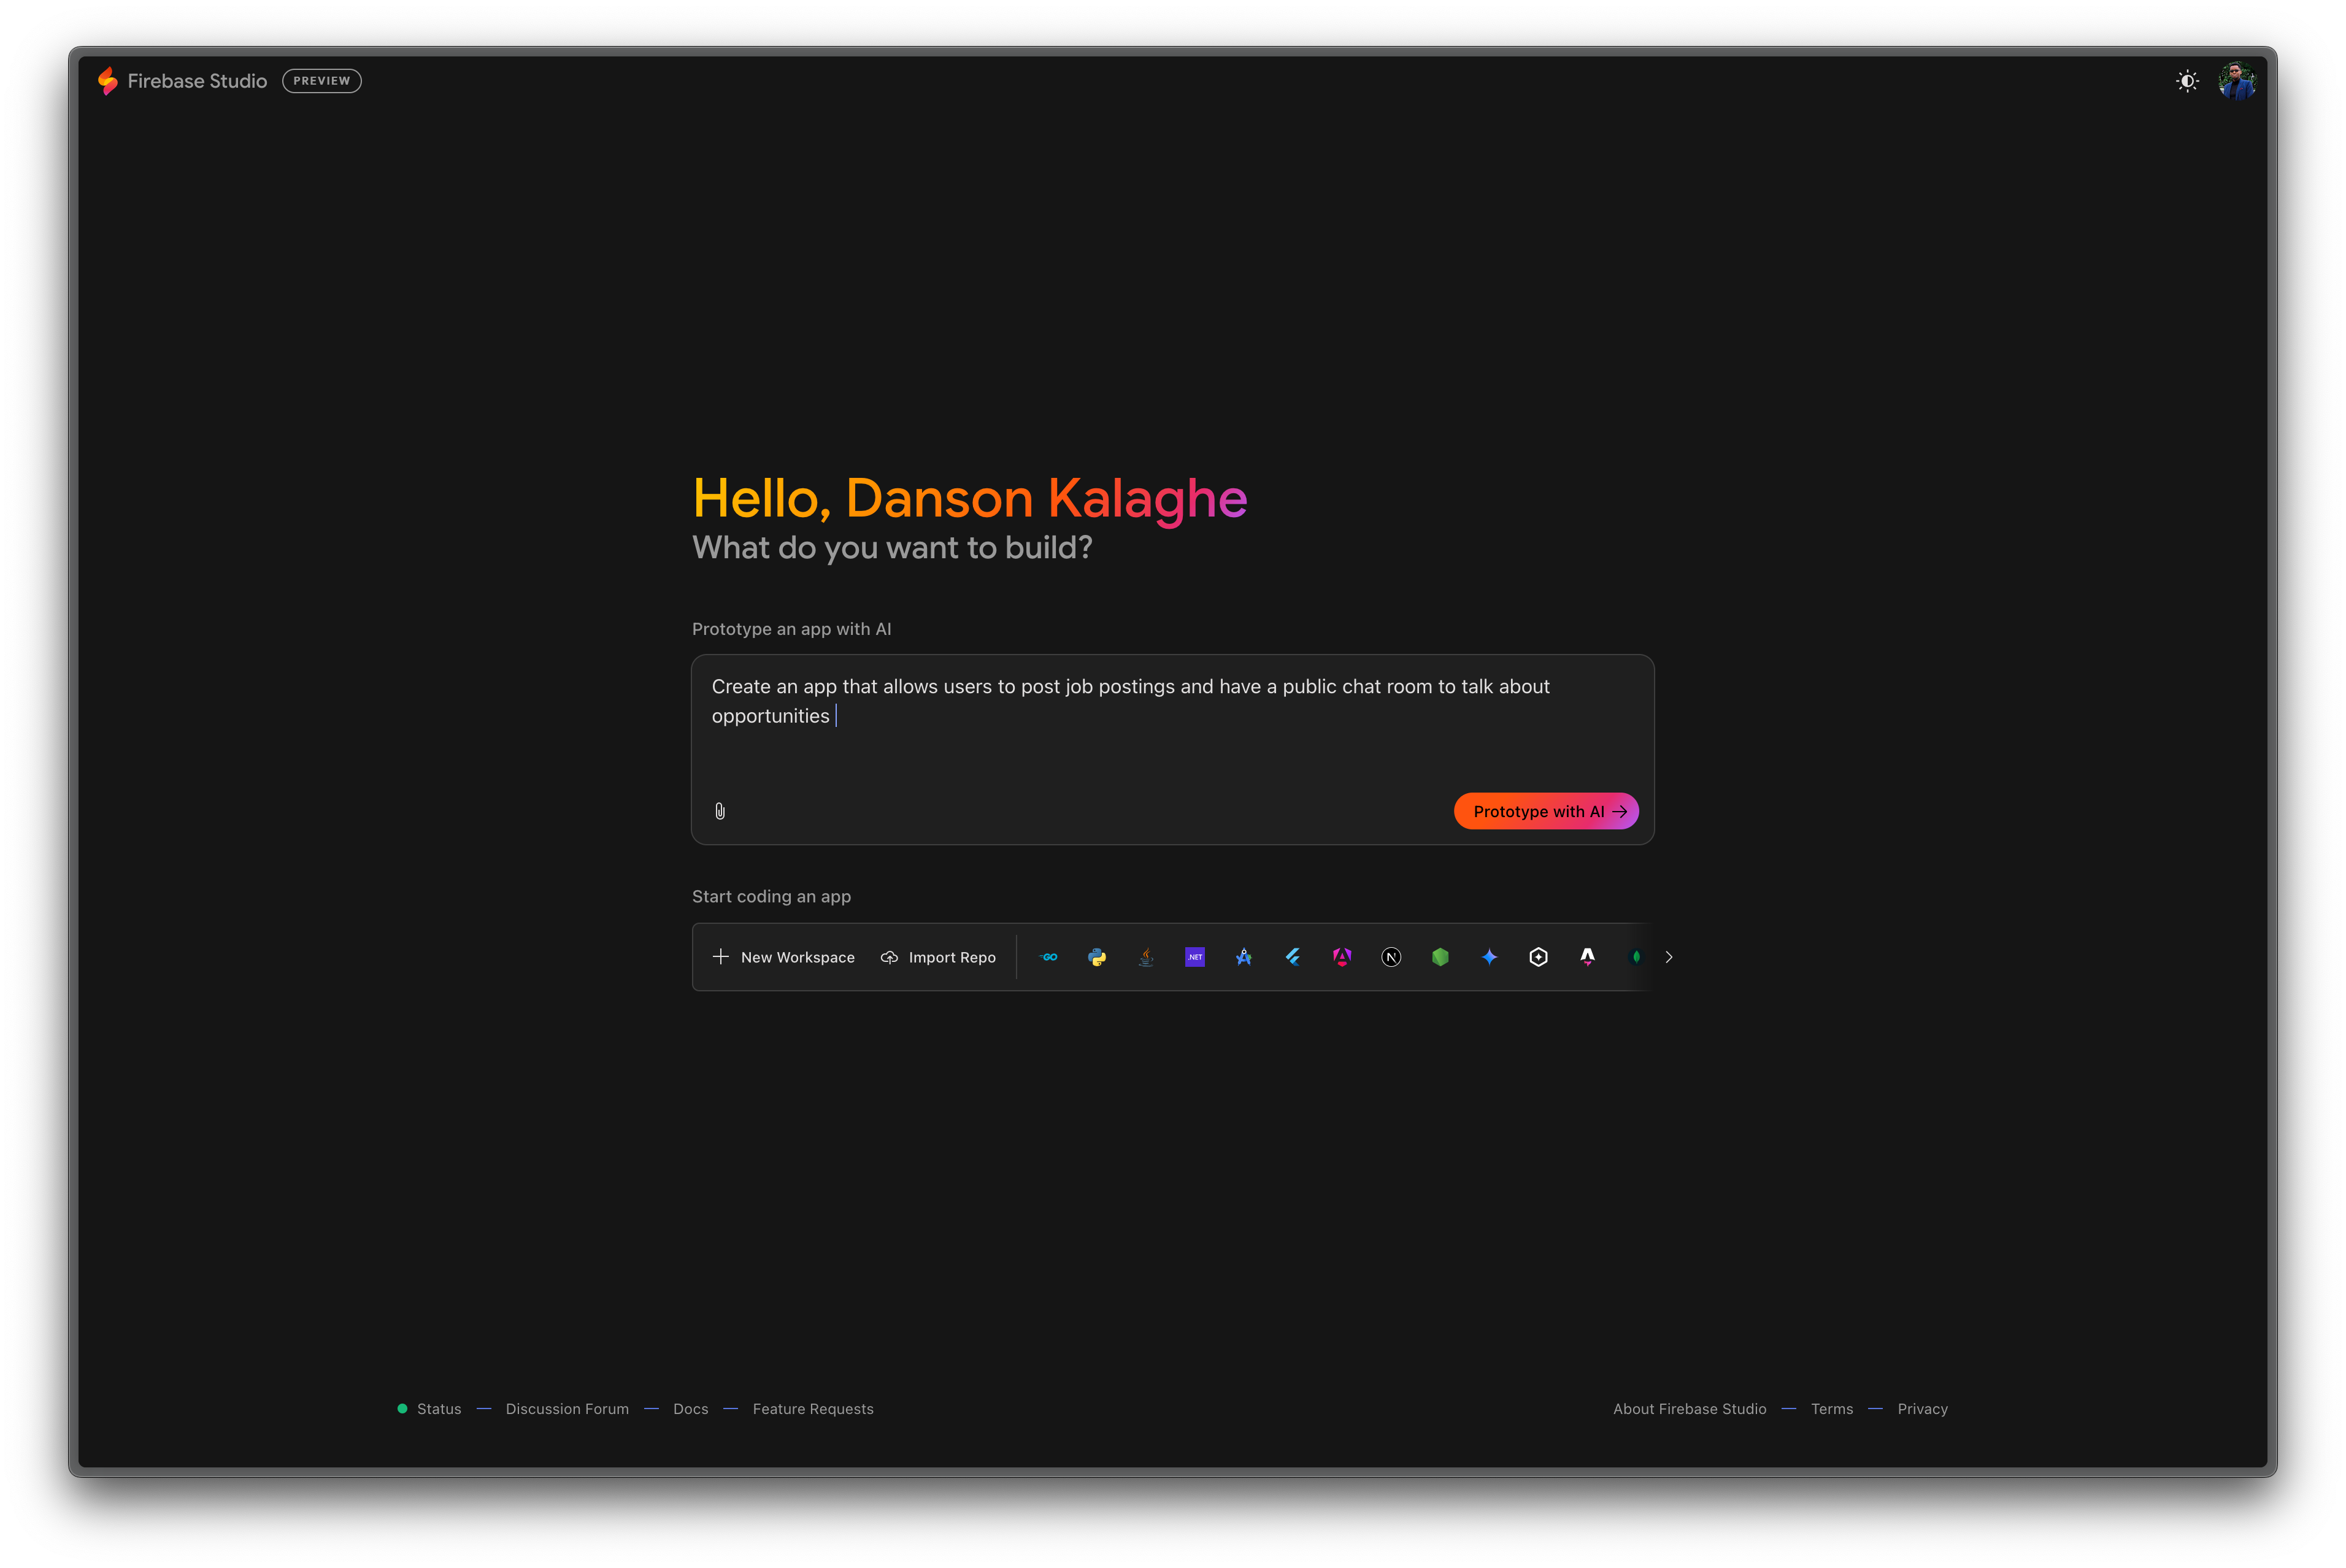 Firebase Studio PREVIEW
Hello, Danson Kalaghe
What do you want to build?
Prototype an app with AI
Create an app that allows users to post job postings and have a public chat room to talk about
opportunities
Prototype with AI
Start coding an app
New Workspace Import Repo GO .NET N
Status — Discussion Forum — Docs — Feature Requests About Firebase Studio — Terms — Privacy